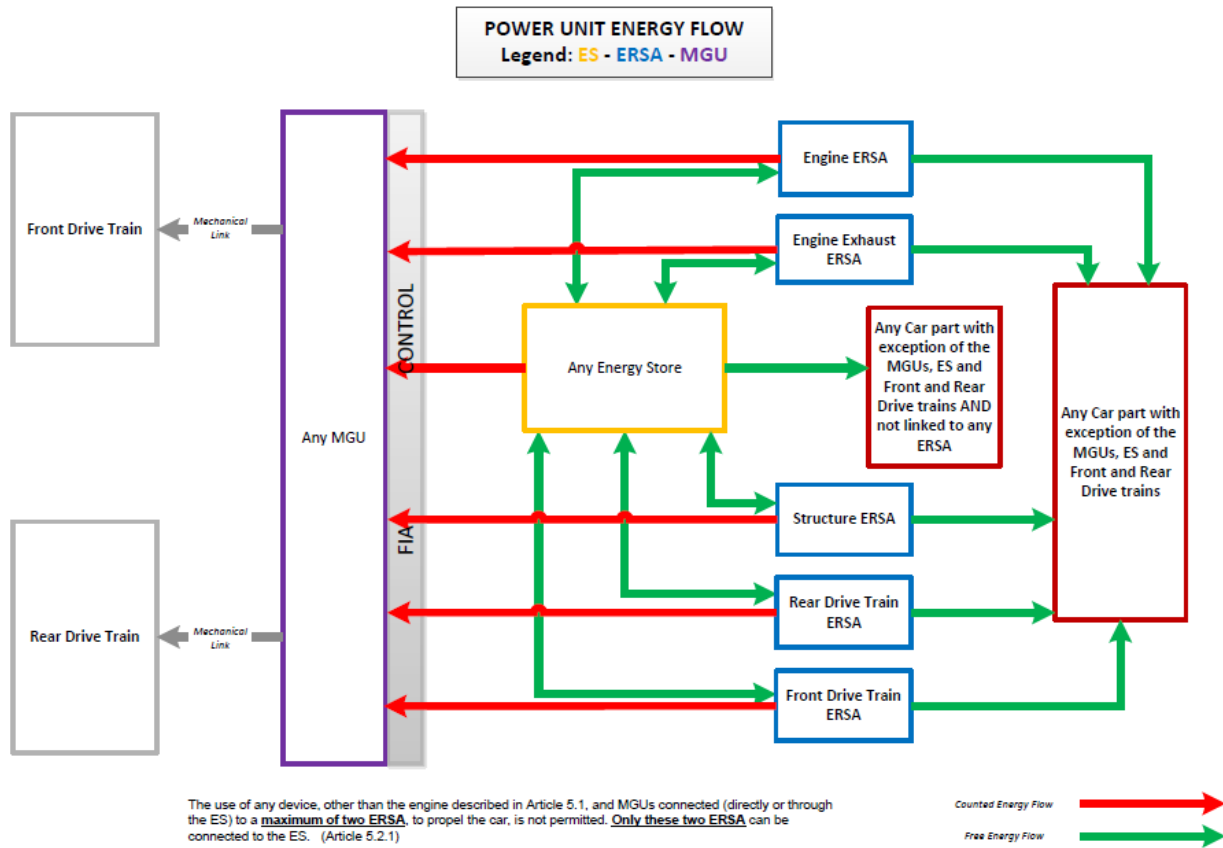 POWER UNIT ENERGY FLOW
Legend: ES - ERSA - MGU
Front Drive Train
Mechanical
Link
Rear Drive Train
Mechanical
Link
Any MGU
FIA CONTROL
Engine ERSA
Engine Exhaust
ERSA
Any Energy Store
Any Car part with
exception of the
MGUs, ES and
Front and Rear
Drive trains AND
not linked to any
ERSA
Any Car part with
exception of the
MGUs, ES and
Front and Rear
Drive trains
Structure ERSA
Rear Drive Train
ERSA
Front Drive Train
ERSA
The use of any device, other than the engine described in Article 5.1, and MGUs connected (directly or through
the ES) to a maximum of two ERSA, to propel the car, is not permitted. Only these two ERSA can be
connected to the ES. (Article 5.2.1)
Counted Energy Flow
Free Energy Flow